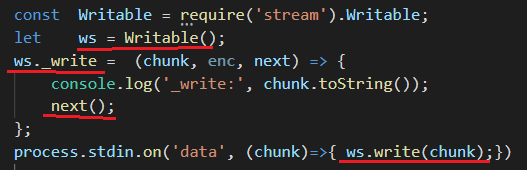 const  Writable = require('stream').Writable;
let    ws = Writable();
ws._write =  (chunk, enc, next) => {
    console.log('_write:', chunk.toString());
    next();
};
process.stdin.on('data', (chunk)=>{ ws.write(chunk);})